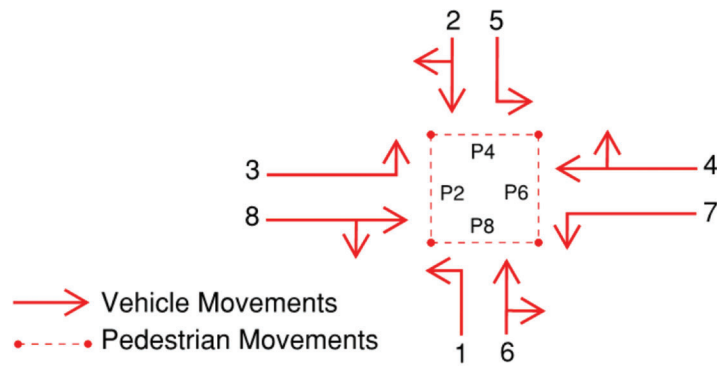 2 5
P4
3 4
P2 P6
8 7
P8
Vehicle Movements
Pedestrian Movements
1 6